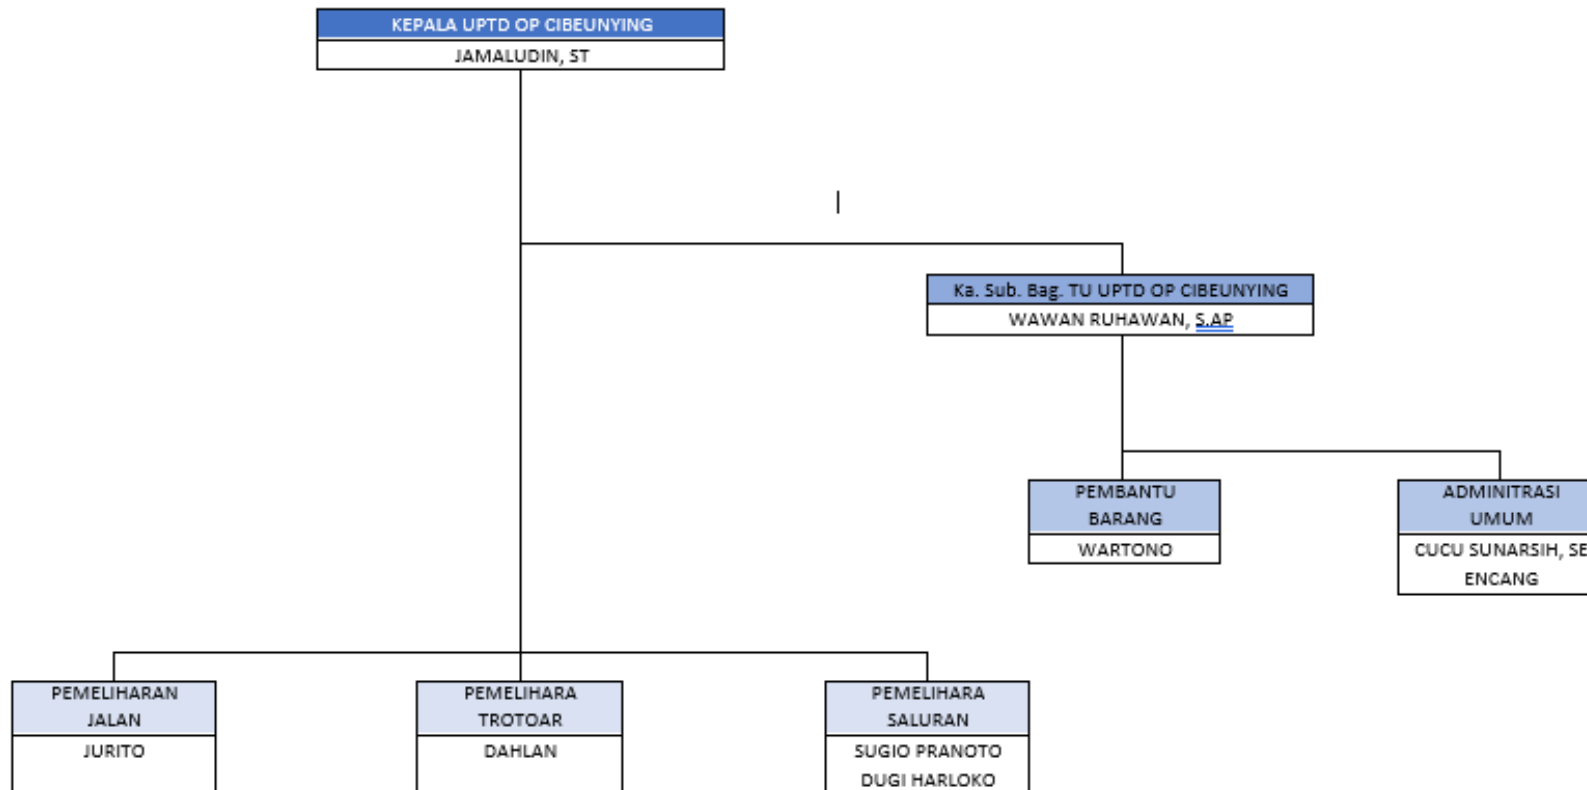 KEPALA UPTD OP CIBEUNYING
JAMALUDIN, ST
Ka. Sub. Bag. TU UPTD OP CIBEUNYING
WAWAN RUHAWAN, S.AP
PEMBANTU
BARANG
WARTONO
ADMINITRASI
UMUM
CUCU SUNARSIH, SE
ENCANG
PEMELIHARAN
JALAN
JURITO
PEMELIHARA
TROTOAR
DAHLAN
PEMELIHARA
SALURAN
SUGIO PRANOTO
DUGI HARLOKO